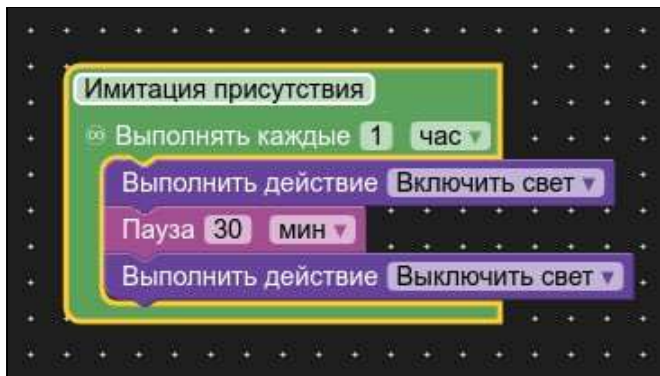 Имитация присутствия
Выполнять каждые 1 час
Выполнить действие Включить свет
Пауза 30 мин
Выполнить действие Выключить свет